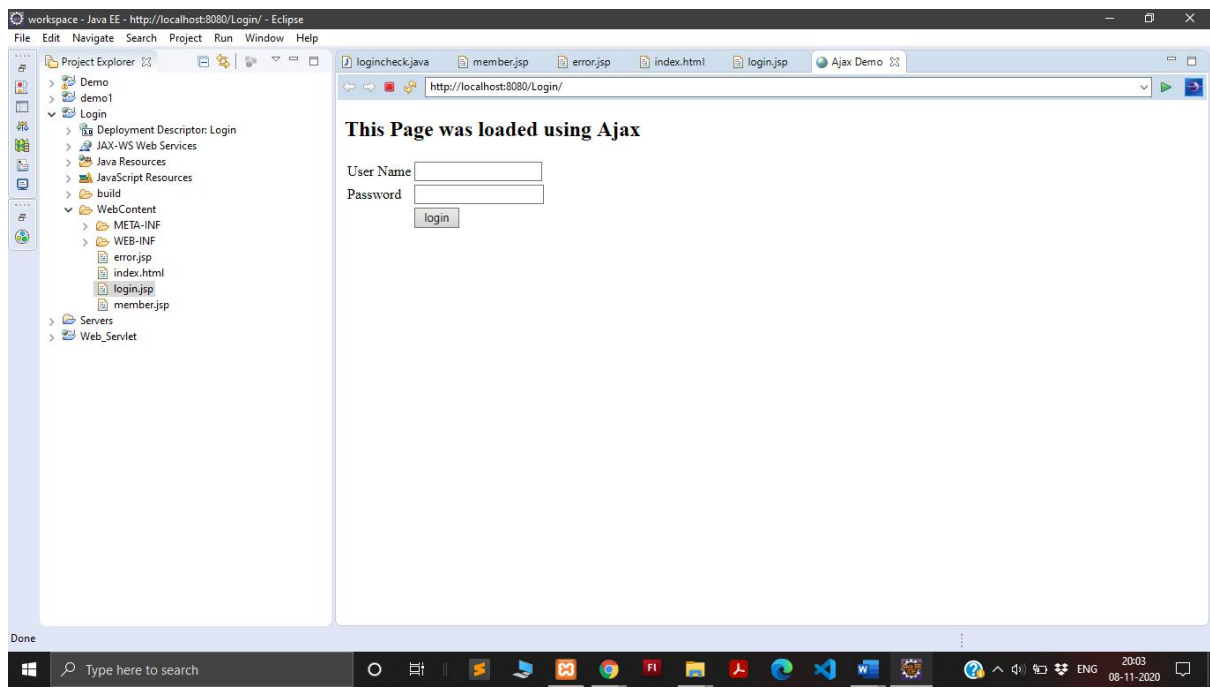 workspace - Java EE - http://localhost:8080/Login/ - Eclipse
File Edit Navigate Search Project Run Window Help
Project Explorer
Demo
demo1
Login
Deployment Descriptor: Login
JAX-WS Web Services
Java Resources
JavaScript Resources
build
WebContent
META-INF
WEB-INF
error.jsp
index.html
login.jsp
member.jsp
Servers
Web_Servlet
logincheck.java member.jsp error.jsp index.html login.jsp Ajax Demo
http://localhost:8080/Login/
This Page was loaded using Ajax
User Name
Password
login
Done
Type here to search
Fl
W
ENG
20:03
08-11-2020